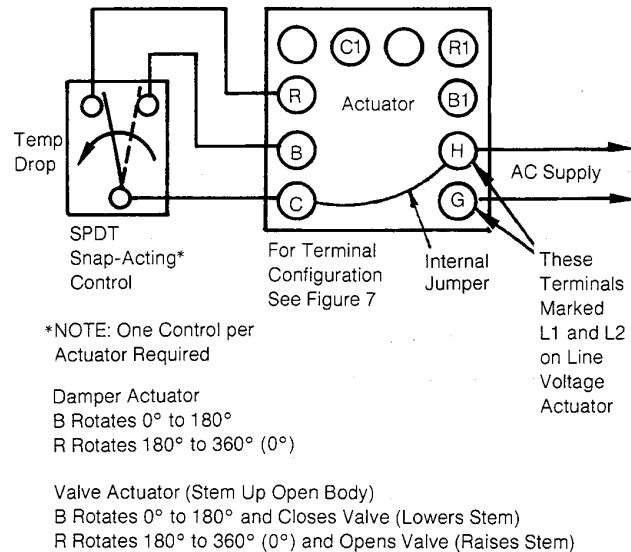 C1
R1
R
Actuator
B1
Temp
Drop
B
H
AC Supply
C
G
SPDT
Snap-Acting*
Control
For Terminal
Configuration
See Figure 7
Internal
Jumper
These
Terminals
Marked
L1 and L2
on Line
Voltage
Actuator
*NOTE: One Control per
Actuator Required
Damper Actuator
B Rotates 0° to 180°
R Rotates 180° to 360° (0°)
Valve Actuator (Stem Up Open Body)
B Rotates 0° to 180° and Closes Valve (Lowers Stem)
R Rotates 180° to 360° (0°) and Opens Valve (Raises Stem)